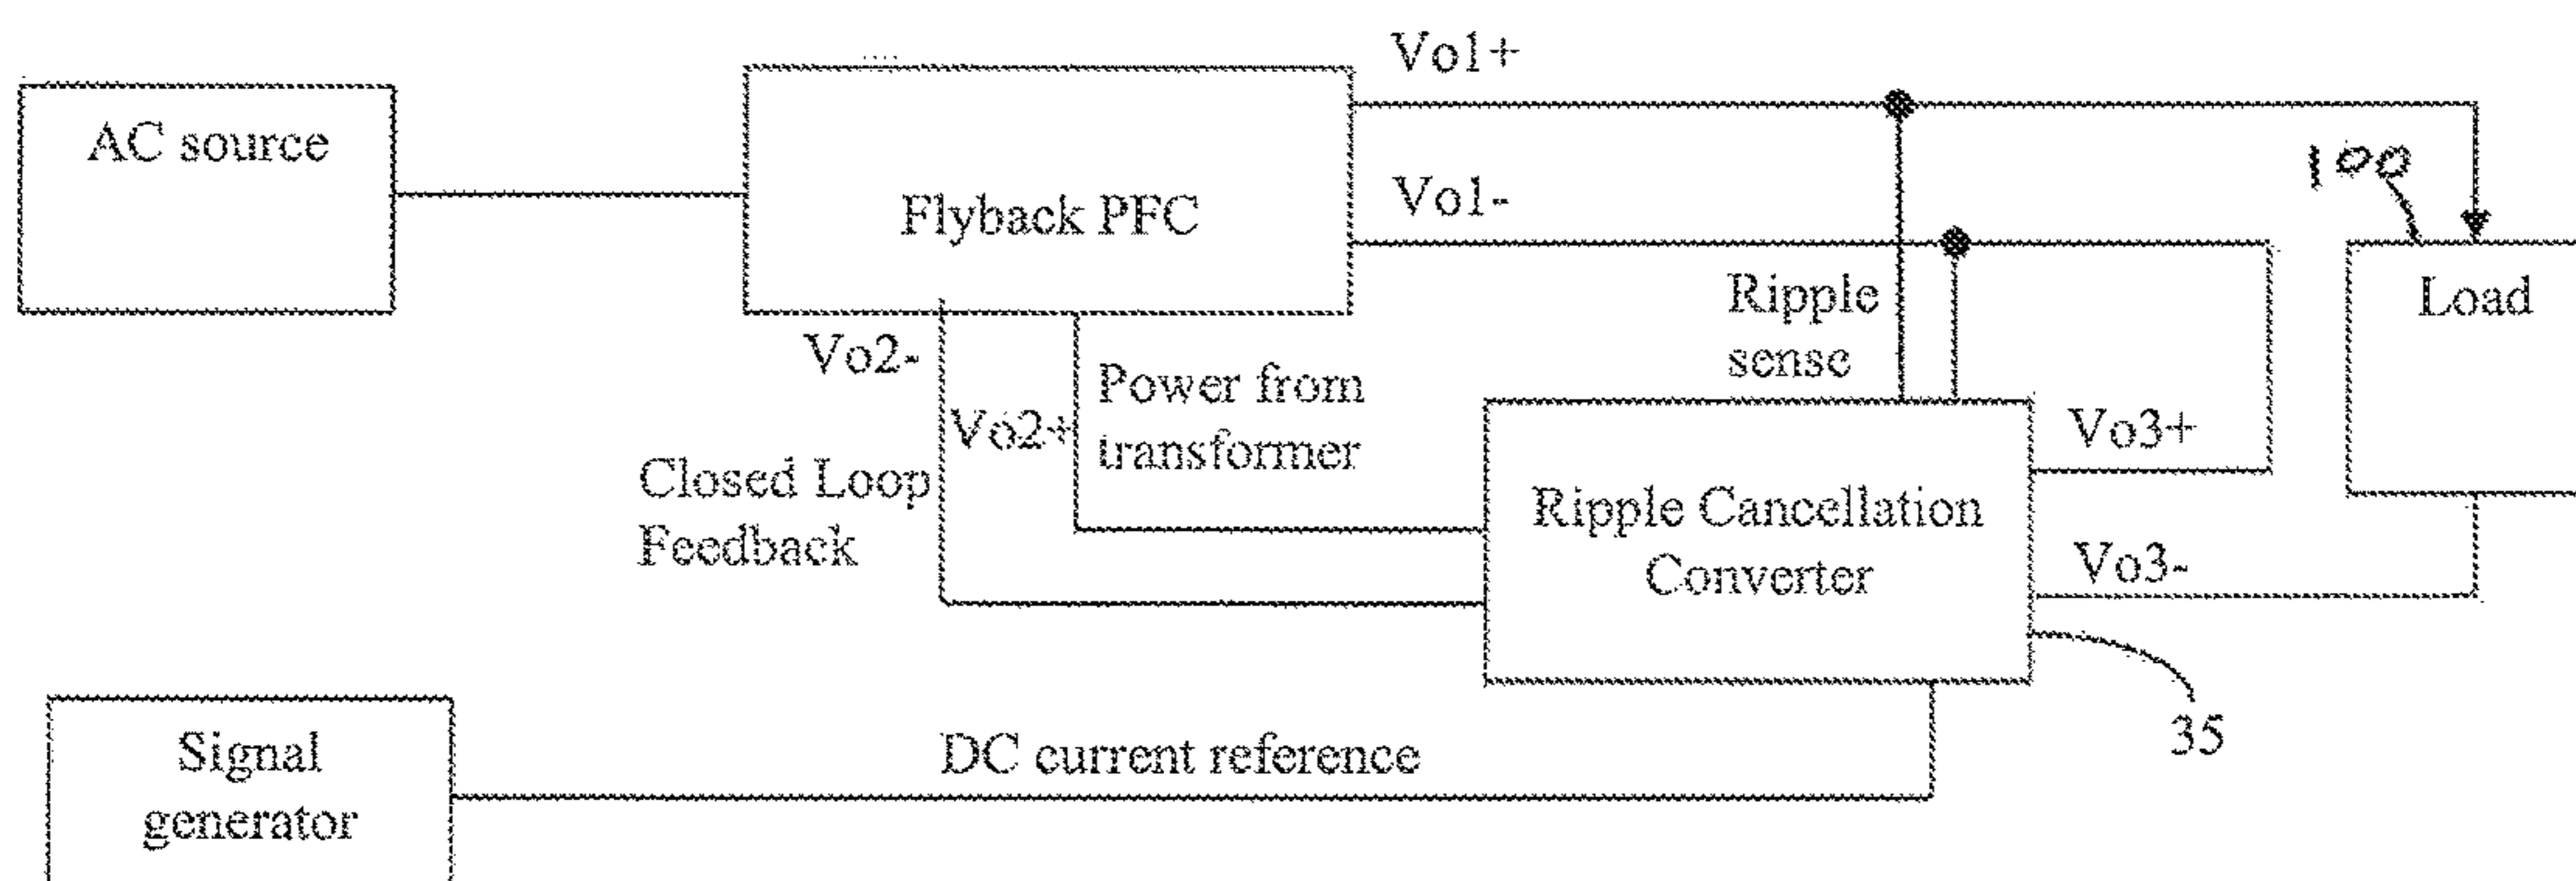 Vo1+
AC source
100
Vo1-
Flyback PFC
Ripple
sense
Load
Vo2-
Power from
transformer
Vo2+
Vo3+
Closed Loop
Feedback
Ripple Cancellation
Converter
Vo3-
35
Signal
generator
DC current reference